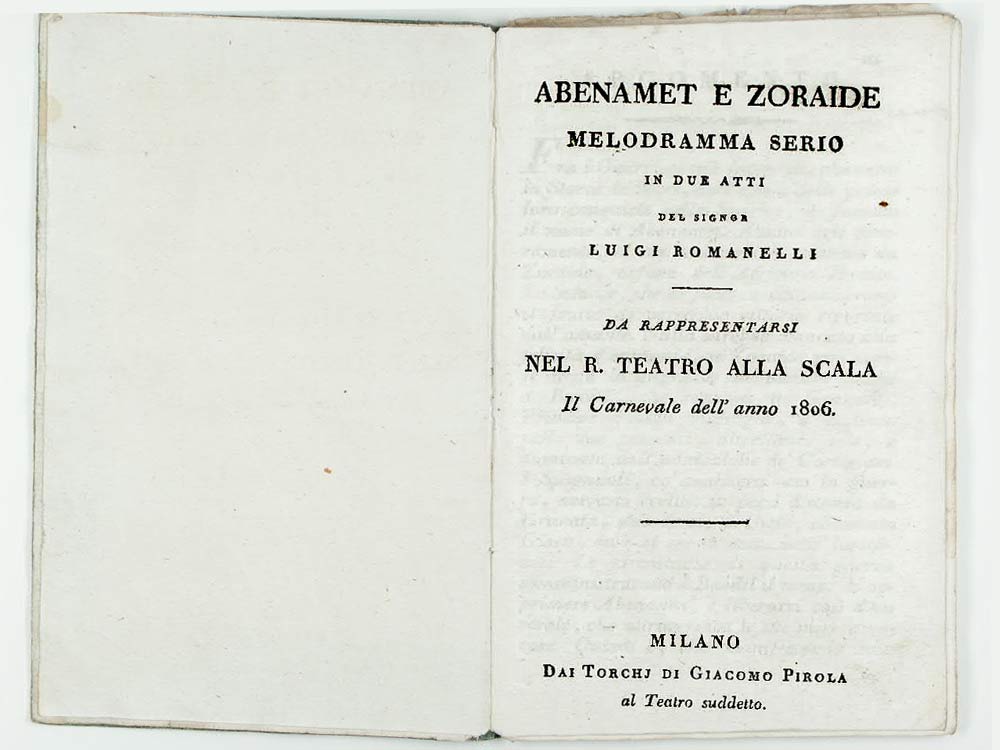 ABENAMET E ZORAIDE
MELODRAMMA SERIO
IN DUE ATTI
DEL SIGNOR
LUIGI ROMANELLI
DA RAPPRESENTARSI
NEL R. TEATRO ALLA SCALA
Il Carnevale dell' anno 1806.
MILANO
DAI TORCHJ DI GIACOMO PIROLA
al Teatro suddetto.